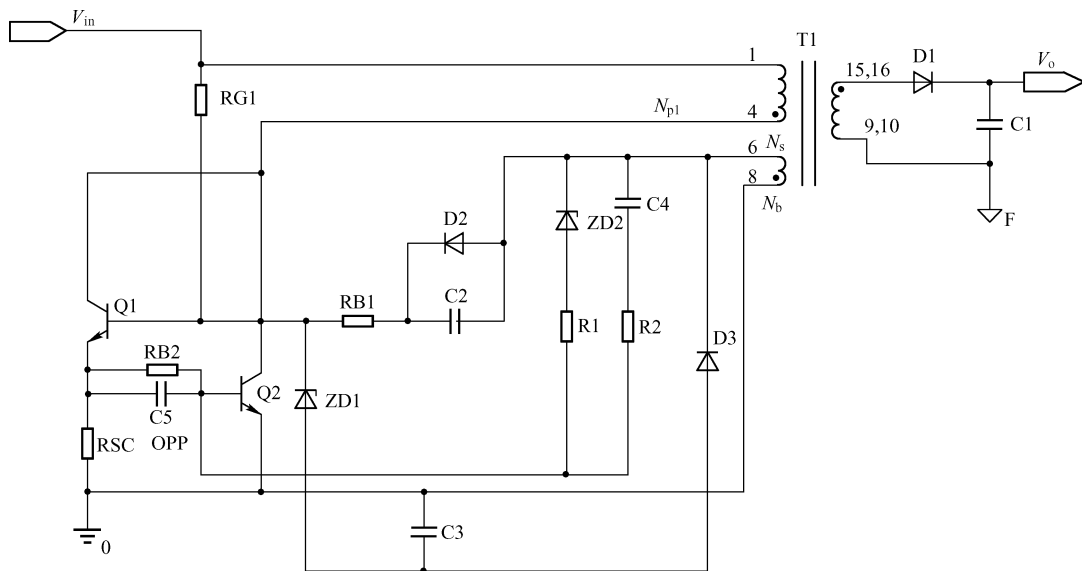 Vin
T1
1
15,16
D1
Vo
RG1
Np1
4
9,10
C1
6
Ns
8
C4
Nb
D2
ZD2
F
Q1
RB1
C2
R1
R2
D3
RB2
Q2
ZD1
C5
RSC
OPP
C3
0